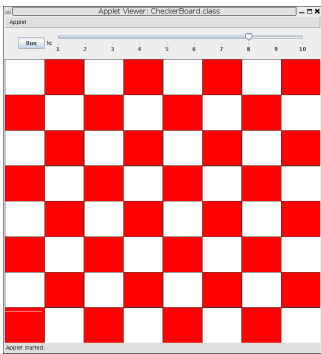 Applet Viewer: CheckerBoard.class
Applet
Run N:
1 2 3 4 5 6 7 8 9 10
Applet started.